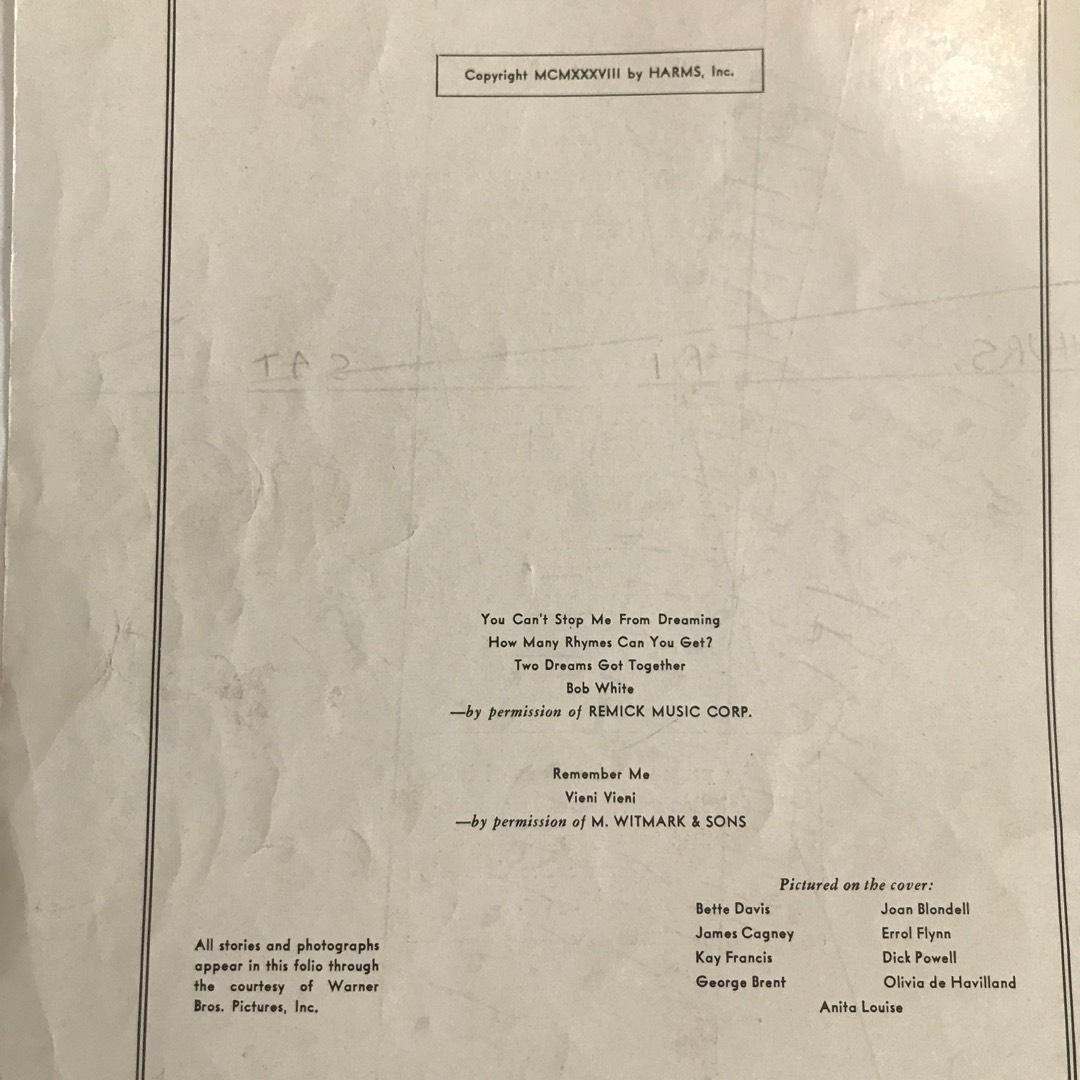 Copyright MCMXXXVIII by HARMS, Inc.
SAT
You Can't Stop Me From Dreaming
How Many Rhymes Can You Get?
Two Dreams Got Together
Bob White
—by permission of REMICK MUSIC CORP.
Remember Me
Vieni Vieni
—by permission of M. WITMARK & SONS
All stories and photographs
appear in this folio through
the courtesy of Warner
Bros. Pictures, Inc.
Pictured on the cover:
Bette Davis Joan Blondell
James Cagney Errol Flynn
Kay Francis Dick Powell
George Brent Olivia de Havilland
Anita Louise